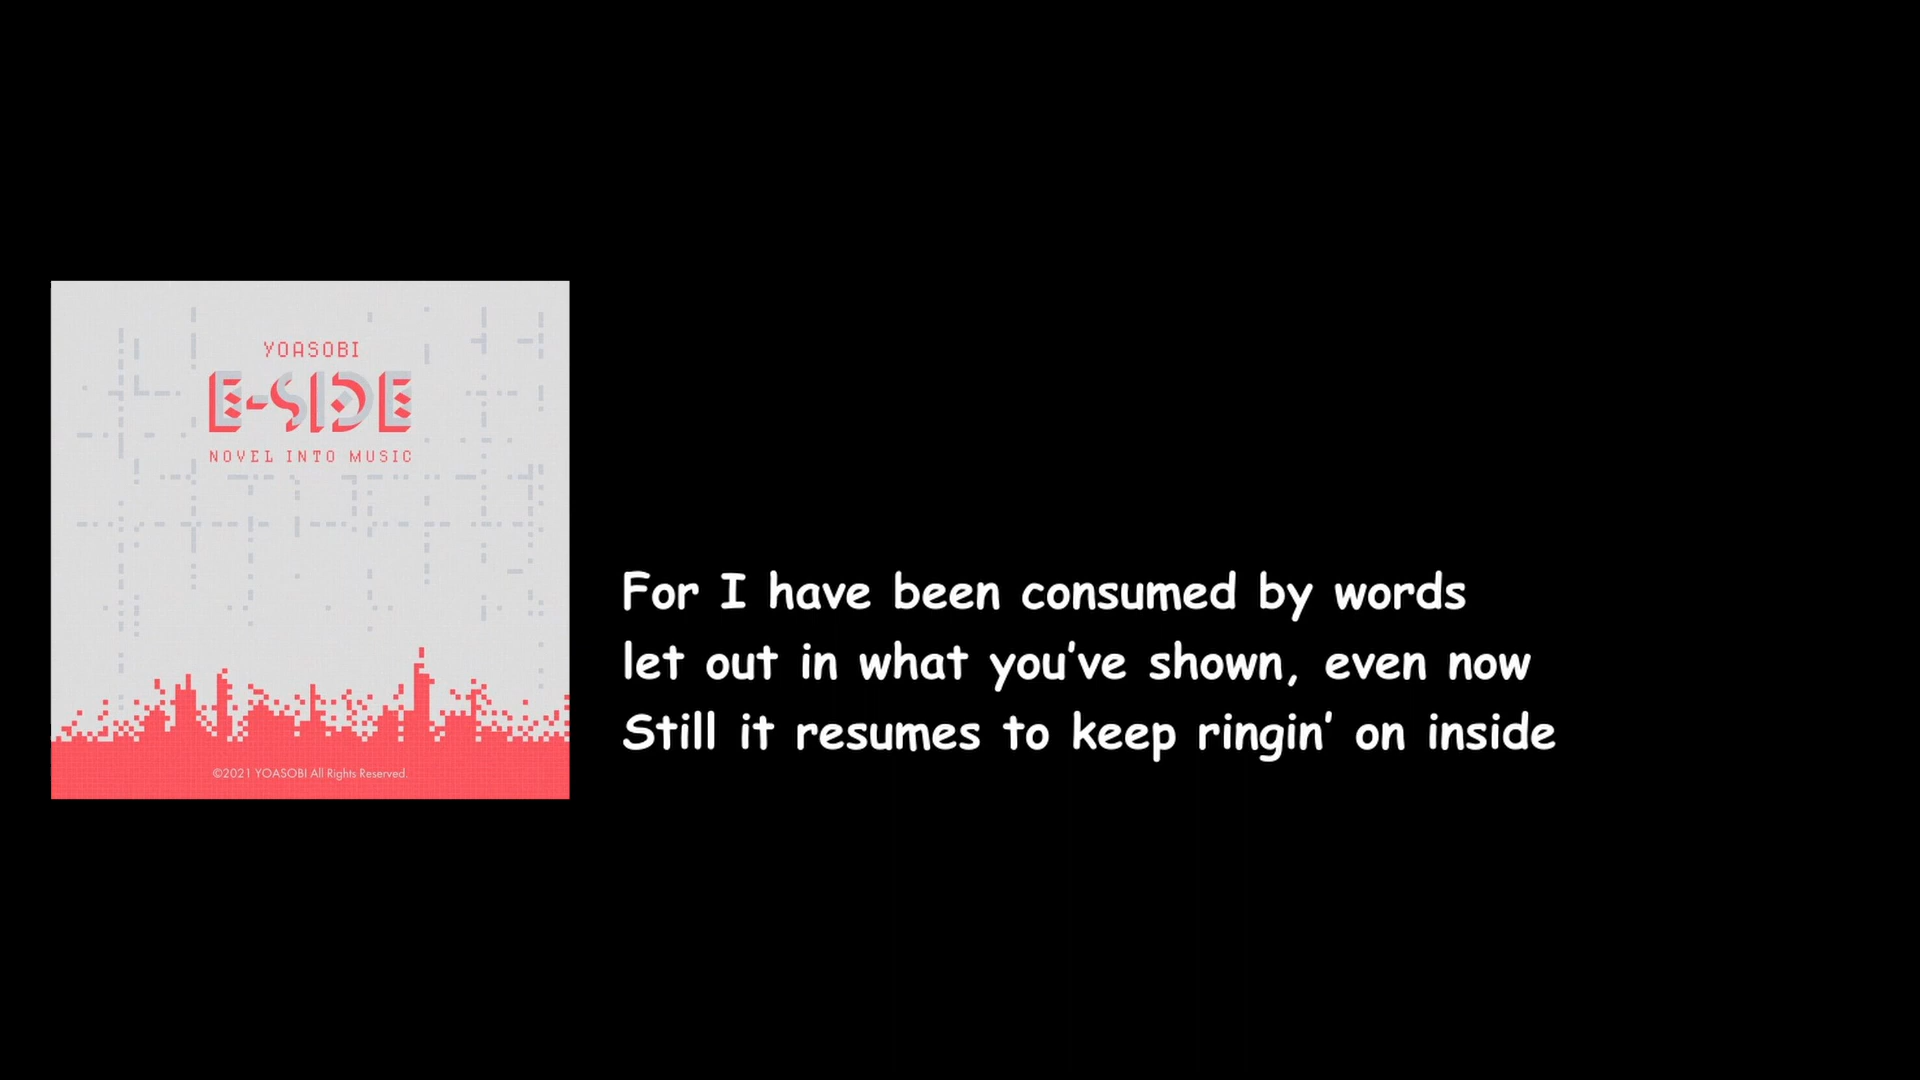 YOASOBI
E-SIDE
NOVEL INTO MUSIC
©2021 YOASOBI All Rights Reserved.
For I have been consumed by words
let out in what you've shown, even now
Still it resumes to keep ringin' on inside